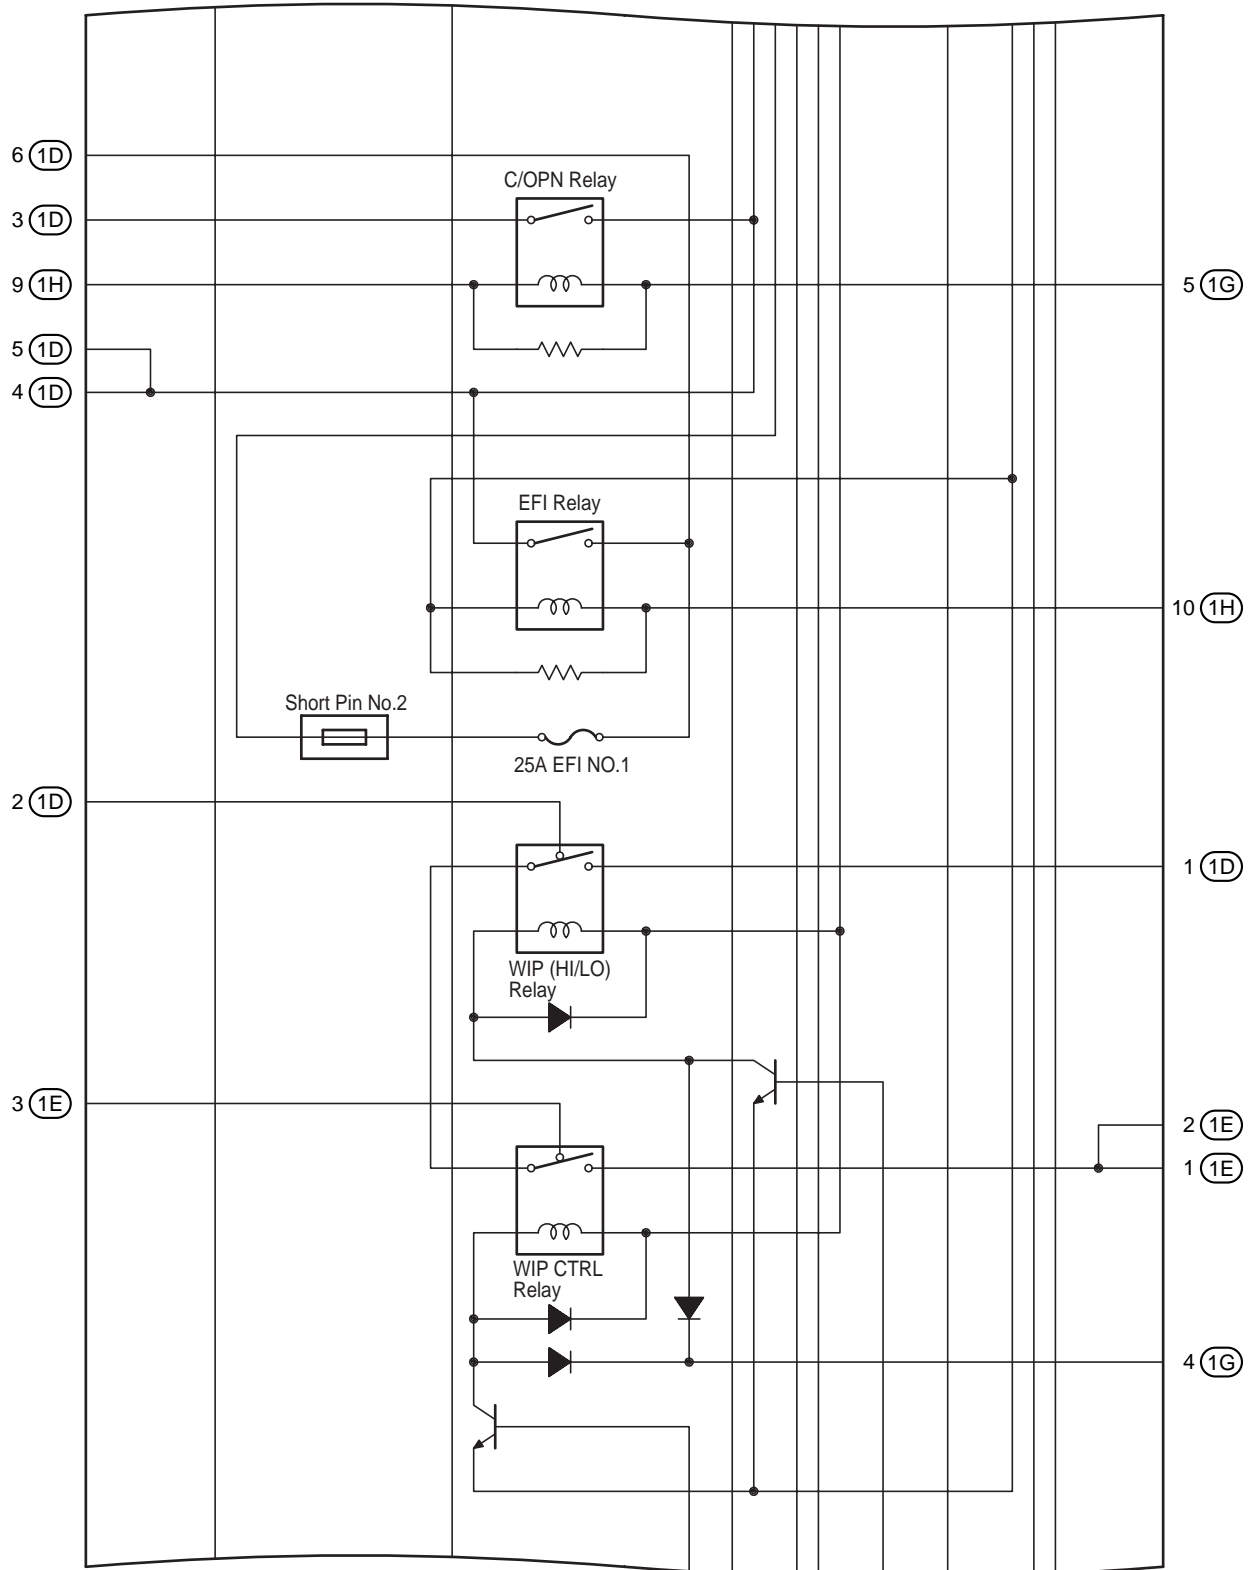 6 1D
C/OPN Relay
3 1D
9 1H
5 1G
5 1D
4 1D
EFI Relay
10 1H
Short Pin No.2
25A EFI NO.1
2 1D
1 1D
WIP (HI/LO)
Relay
3 1E
2 1E
1 1E
WIP CTRL
Relay
4 1G